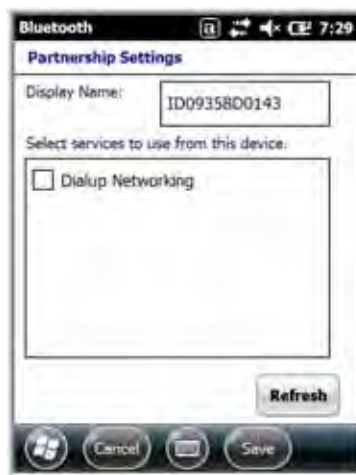 Bluetooth 7:29
Partnership Settings
Display Name: ID09358D0143
Select services to use from this device.
Dialup Networking
Refresh
Cancel Save